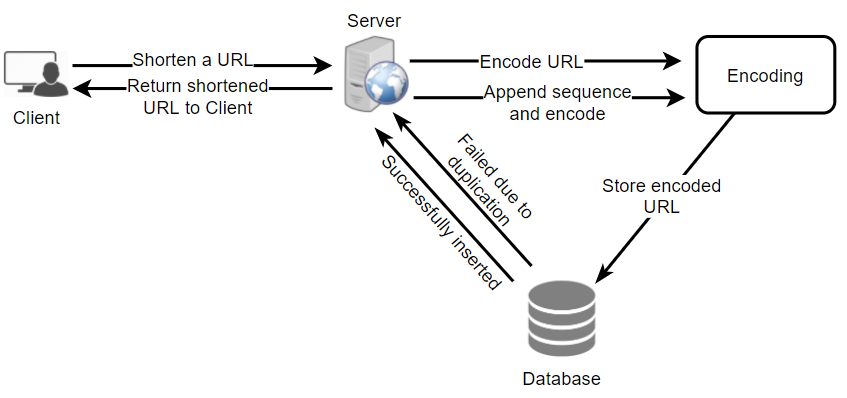 Server
Shorten a URL
Return shortened
URL to Client
Client
Encode URL
Append sequence
and encode
Encoding
Failed due to
duplication
Successfully inserted
Store encoded
URL
Database